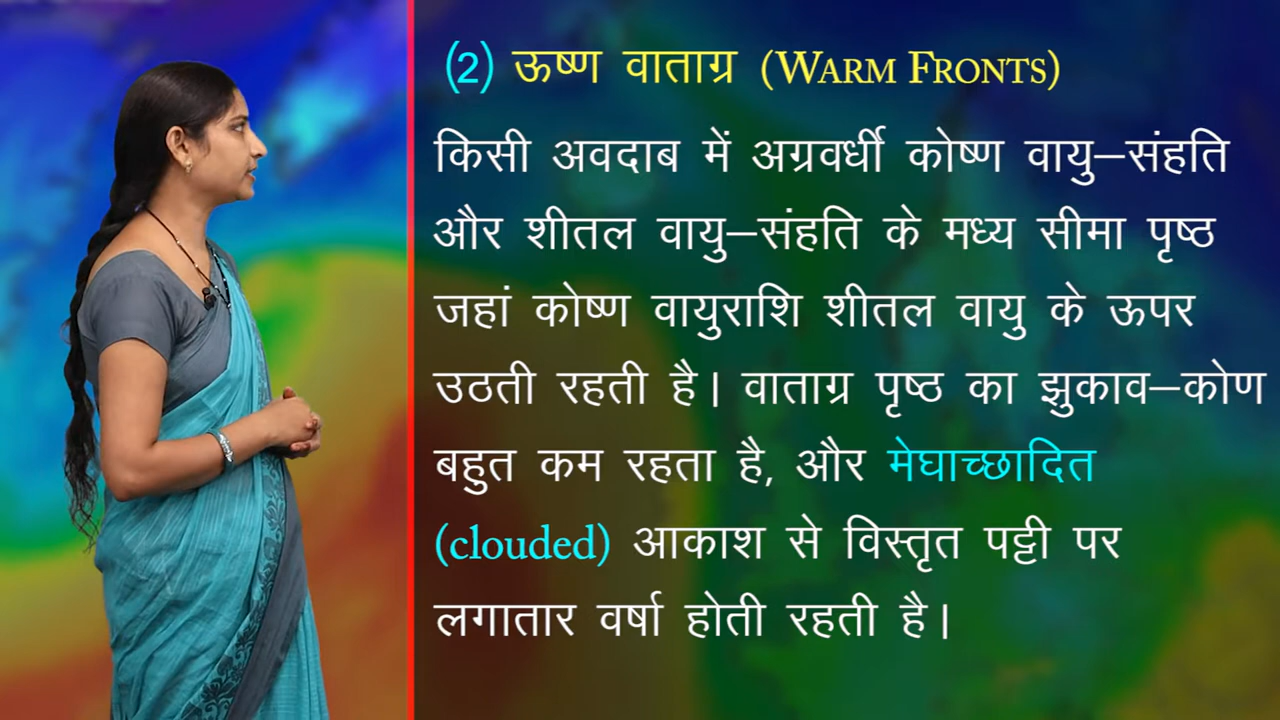 (2) ऊष्ण वाताग्र (WARM FRONTS)
किसी अवदाब में अग्रवर्धी कोष्ण वायु–संहति
और शीतल वायु–संहति के मध्य सीमा पृष्ठ
जहां कोष्ण वायुराशि शीतल वायु के ऊपर
उठती रहती है। वाताग्र पृष्ठ का झुकाव–कोण
बहुत कम रहता है, और मेघाच्छादित
(clouded) आकाश से विस्तृत पट्टी पर
लगातार वर्षा होती रहती है।